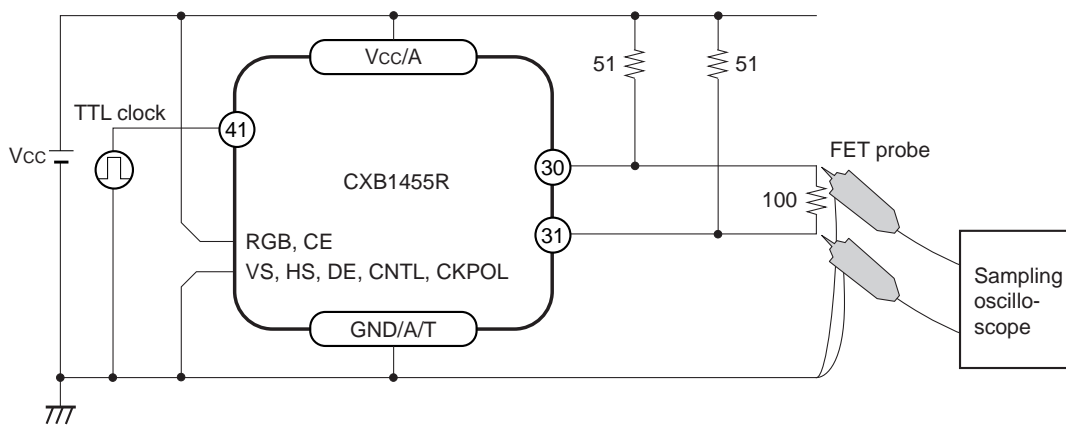 Vcc/A
51
51
TTL clock
41
Vcc
CXB1455R
30
FET probe
100
31
RGB, CE
VS, HS, DE, CNTL, CKPOL
Sampling
oscillo-
scope
GND/A/T